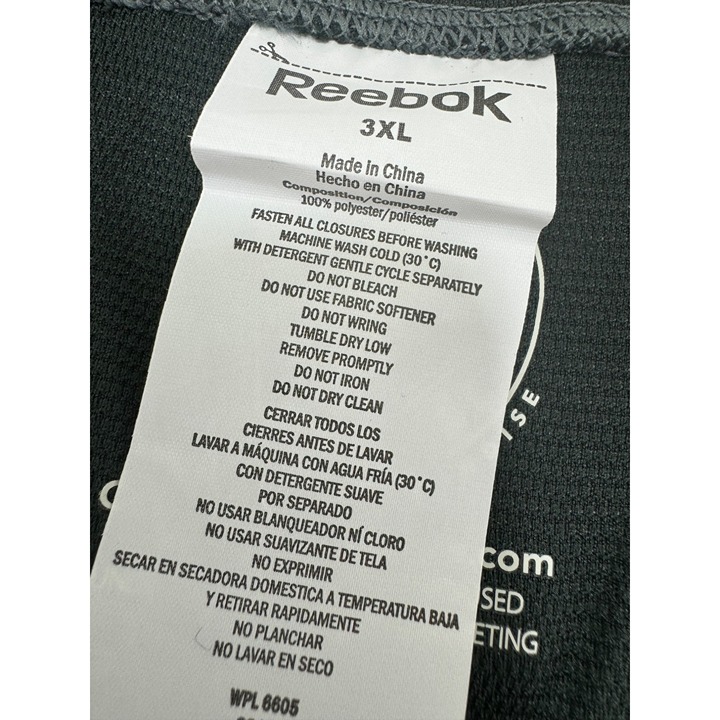 Reebok
3XL
Made in China
Hecho en China
Composition/Composición
100% polyester/poliéster
FASTEN ALL CLOSURES BEFORE WASHING
MACHINE WASH COLD (30°C)
WITH DETERGENT GENTLE CYCLE SEPARATELY
DO NOT BLEACH
DO NOT USE FABRIC SOFTENER
DO NOT WRING
TUMBLE DRY LOW
REMOVE PROMPTLY
DO NOT IRON
DO NOT DRY CLEAN
CERRAR TODOS LOS
CIERRES ANTES DE LAVAR
LAVAR A MÁQUINA CON AGUA FRÍA (30°C)
CON DETERGENTE SUAVE
POR SEPARADO
NO USAR BLANQUEADOR NÍ CLORO
NO USAR SUAVIZANTE DE TELA
NO EXPRIMIR
SECAR EN SECADORA DOMESTICA A TEMPERATURA BAJA
Y RETIRAR RAPIDAMENTE
NO PLANCHAR
NO LAVAR EN SECO
WPL 6605
ISE
.com
SED
ETING